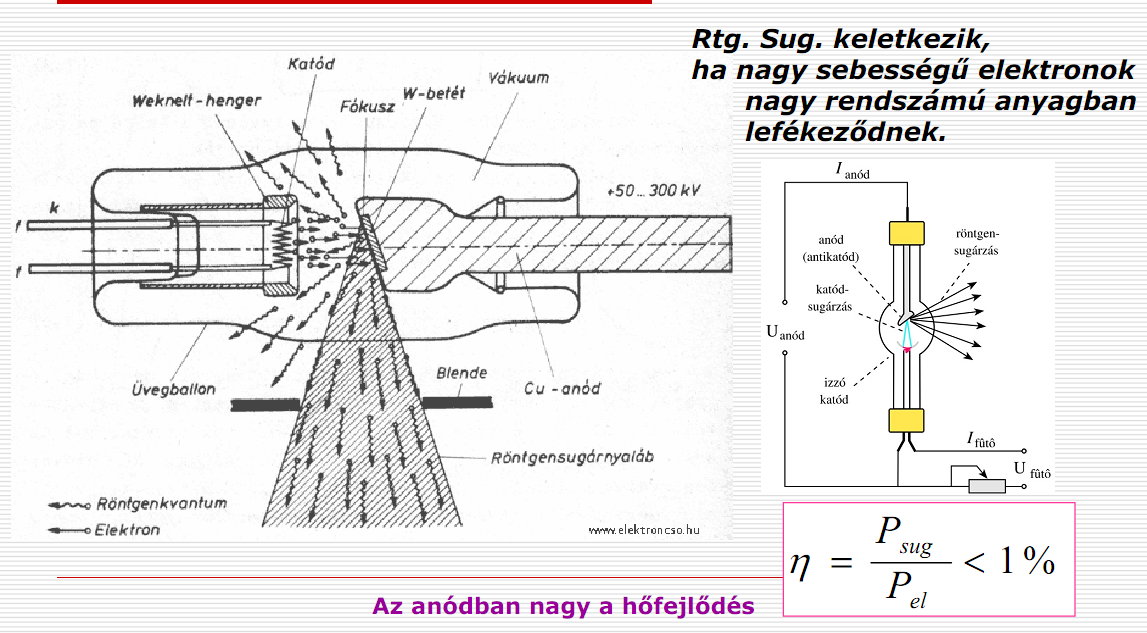 Rtg. Sug. keletkezik,
ha nagy sebességű elektronok
nagy rendszámú anyagban
lefékeződnek.
Katód
Weknelt-henger
Fókusz
W-betét
Vákuum
+50...300 kV
k
f
f
Üvegballon
Blende
Cu-anód
Röntgensugárnyaláb
Röntgenkvantum
Elektron
www.elektroncso.hu
I anód
anód
(antikatód)
röntgen-
sugárzás
katód-
sugárzás
U anód
izzó
katód
I fûtô
U fûtô
η = P sug / P el < 1 %
Az anódban nagy a hőfejlődés